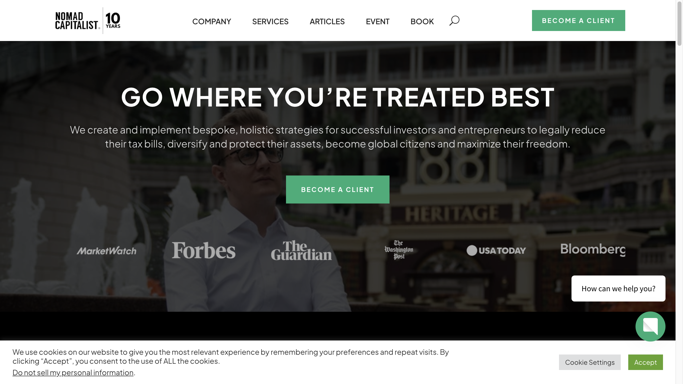 NOMAD
CAPITALIST
10
YEARS
COMPANY
SERVICES
ARTICLES
EVENT
BOOK
BECOME A CLIENT
GO WHERE YOU’RE TREATED BEST
We create and implement bespoke, holistic strategies for successful investors and entrepreneurs to legally reduce
their tax bills, diversify and protect their assets, become global citizens and maximize their freedom.
BECOME A CLIENT
1881
HERITAGE
MarketWatch
Forbes
The
Guardian
The
Washington
Post
USA TODAY
Bloomberg
How can we help you?
We use cookies on our website to give you the most relevant experience by remembering your preferences and repeat visits. By
clicking “Accept”, you consent to the use of ALL the cookies.
Do not sell my personal information.
Cookie Settings
Accept